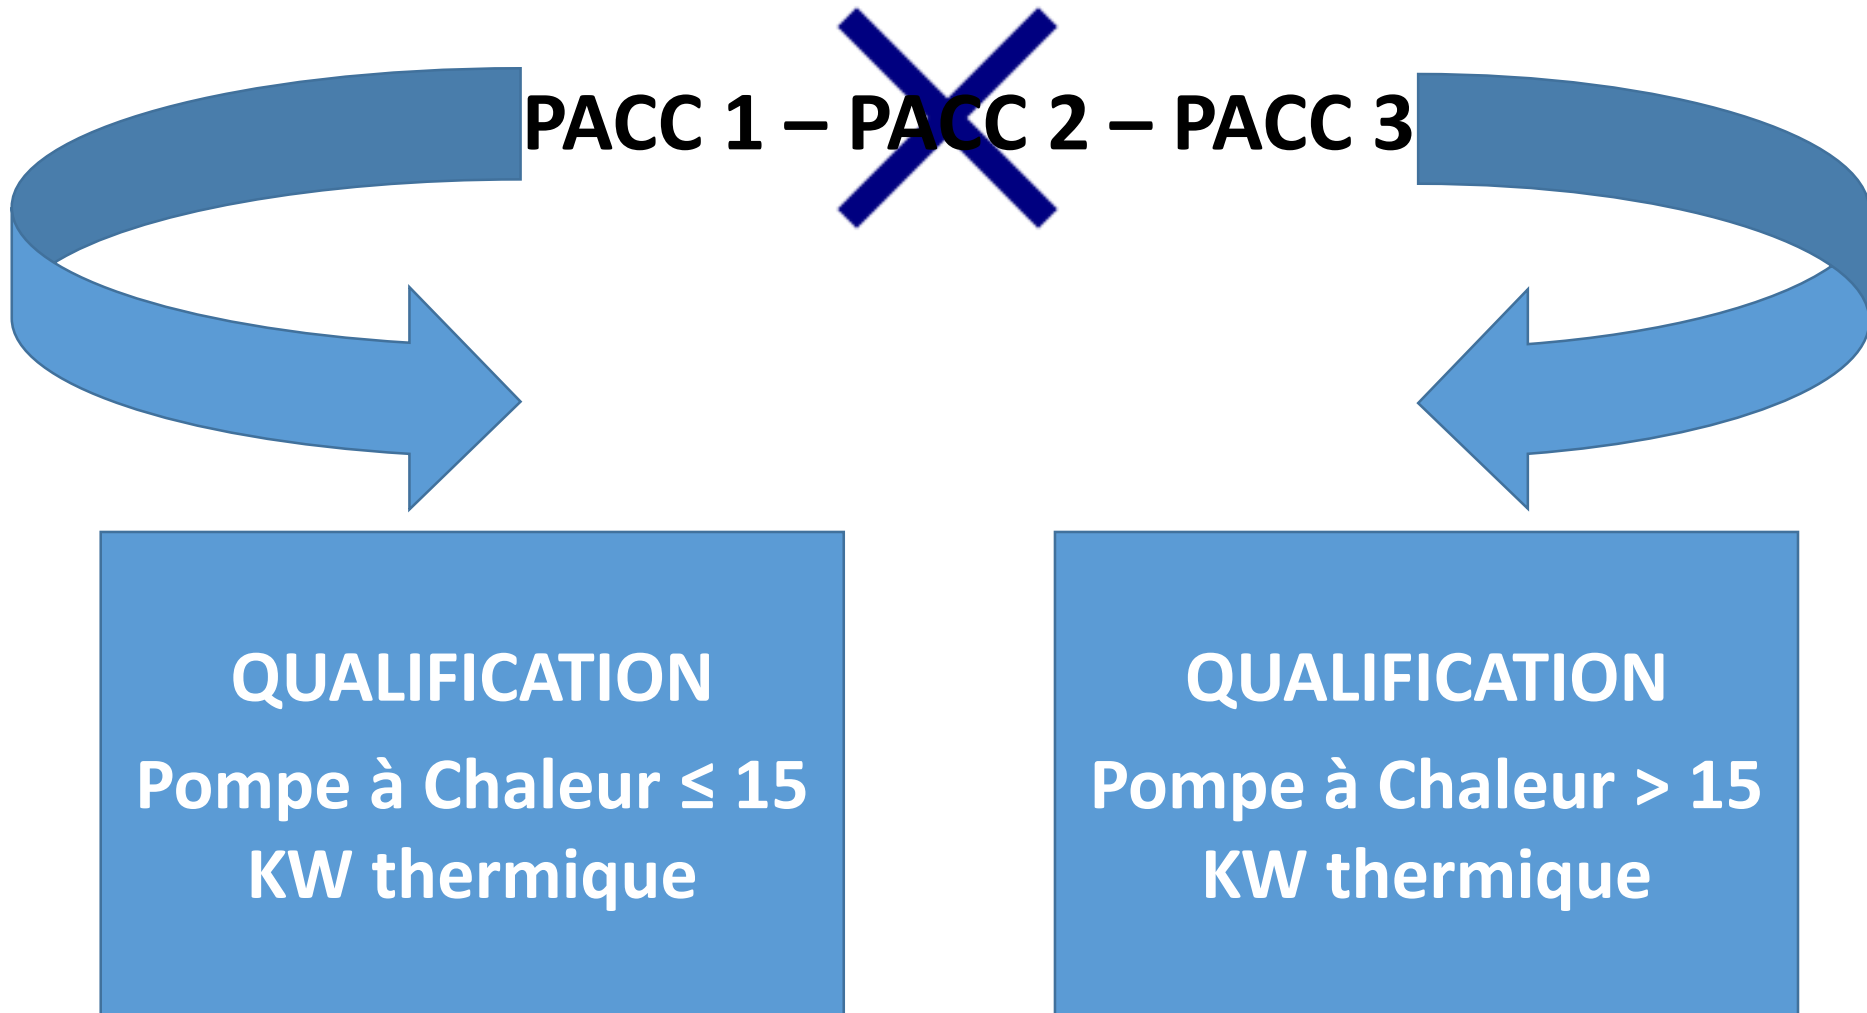 PACC 1 – PACC 2 – PACC 3
QUALIFICATION
Pompe à Chaleur ≤ 15
KW thermique
QUALIFICATION
Pompe à Chaleur > 15
KW thermique